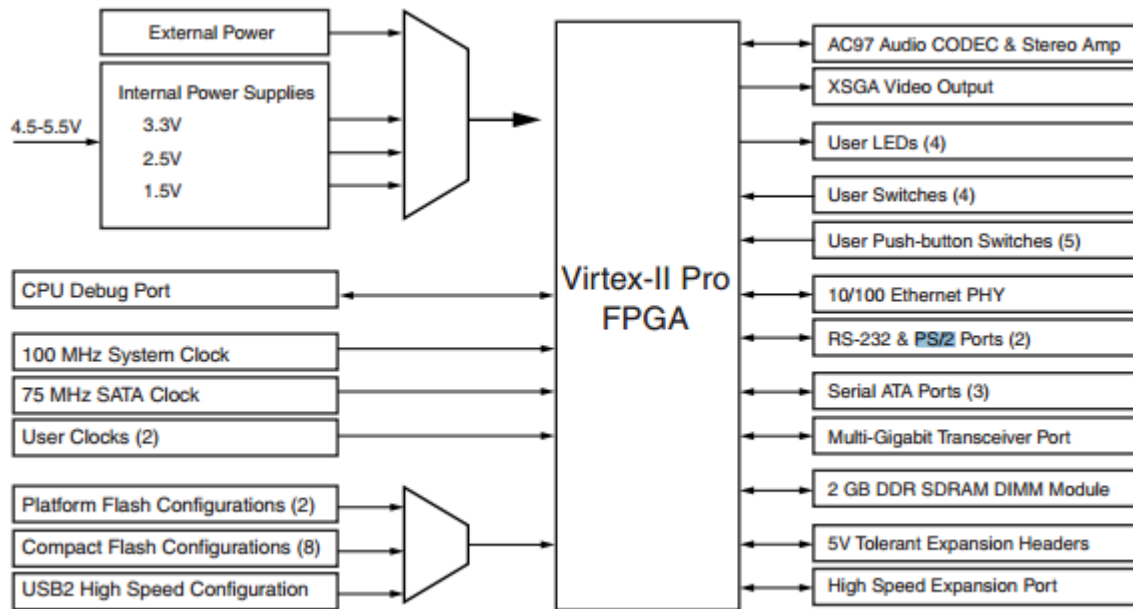 External Power
Internal Power Supplies
4.5-5.5V
3.3V
2.5V
1.5V
CPU Debug Port
100 MHz System Clock
75 MHz SATA Clock
User Clocks (2)
Platform Flash Configurations (2)
Compact Flash Configurations (8)
USB2 High Speed Configuration
Virtex-II Pro
FPGA
AC97 Audio CODEC & Stereo Amp
XSGA Video Output
User LEDs (4)
User Switches (4)
User Push-button Switches (5)
10/100 Ethernet PHY
RS-232 & PS/2 Ports (2)
Serial ATA Ports (3)
Multi-Gigabit Transceiver Port
2 GB DDR SDRAM DIMM Module
5V Tolerant Expansion Headers
High Speed Expansion Port